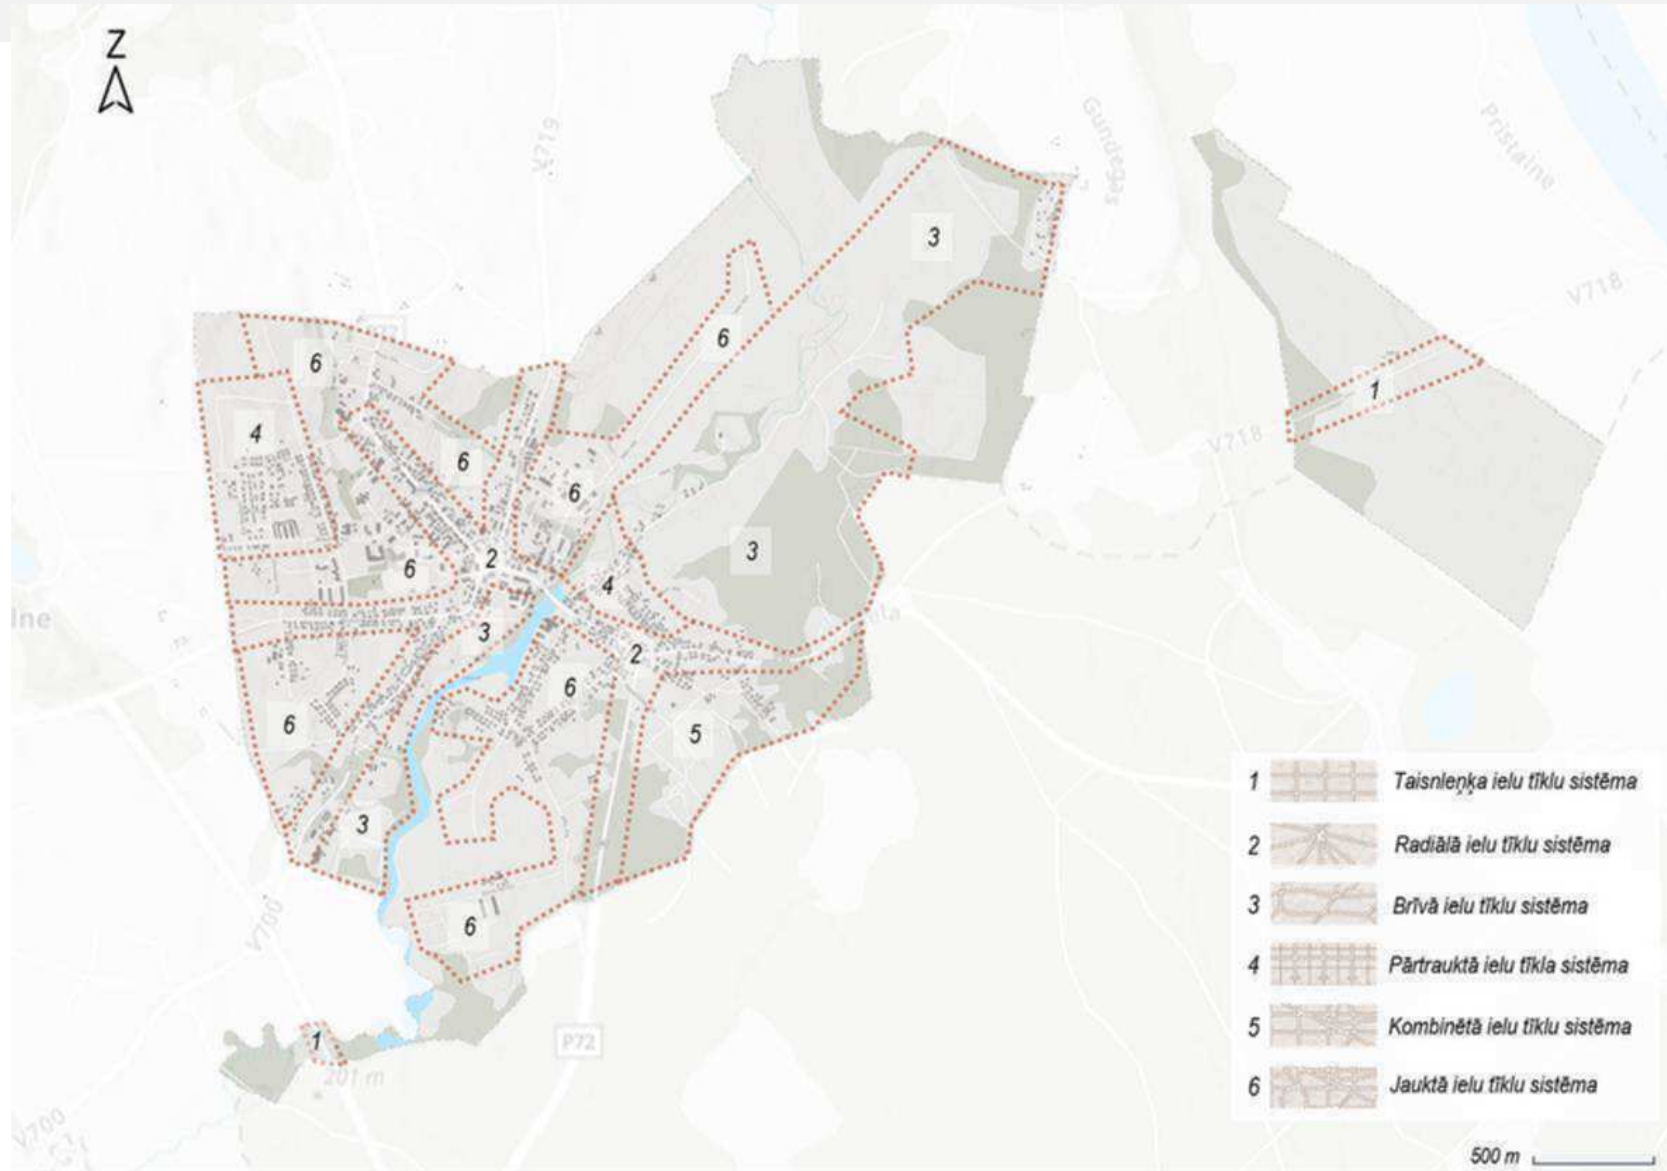 Z
V719
Gundegas
Pristaine
3
6
V718
6
1
4
V718
6
6
2
3
6
4
lne
3
2
6
6
5
3
V700
6
1
P72
201 m
V700
1 Taisnleņķa ielu tīklu sistēma
2 Radiālā ielu tīklu sistēma
3 Brīvā ielu tīklu sistēma
4 Pārtrauktā ielu tīkla sistēma
5 Kombinētā ielu tīklu sistēma
6 Jauktā ielu tīklu sistēma
500 m